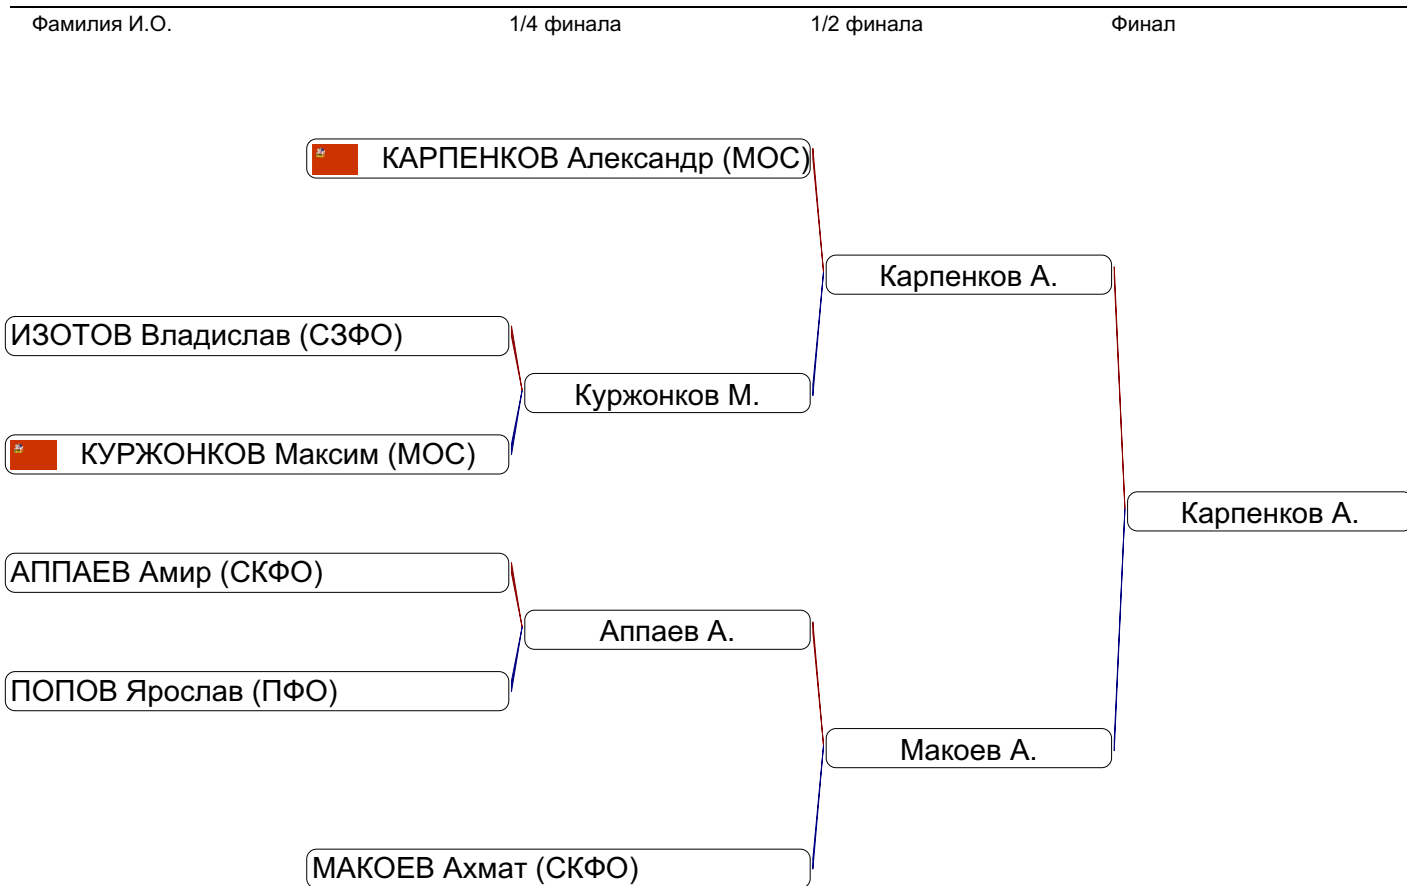 Фамилия И.О. 1/4 финала 1/2 финала Финал
КАРПЕНКОВ Александр (МОС)
Карпенков А.
ИЗОТОВ Владислав (СЗФО)
Куржонков М.
КУРЖОНКОВ Максим (МОС)
Карпенков А.
АППАЕВ Амир (СКФО)
Аппаев А.
ПОПОВ Ярослав (ПФО)
Макоев А.
МАКОЕВ Ахмат (СКФО)